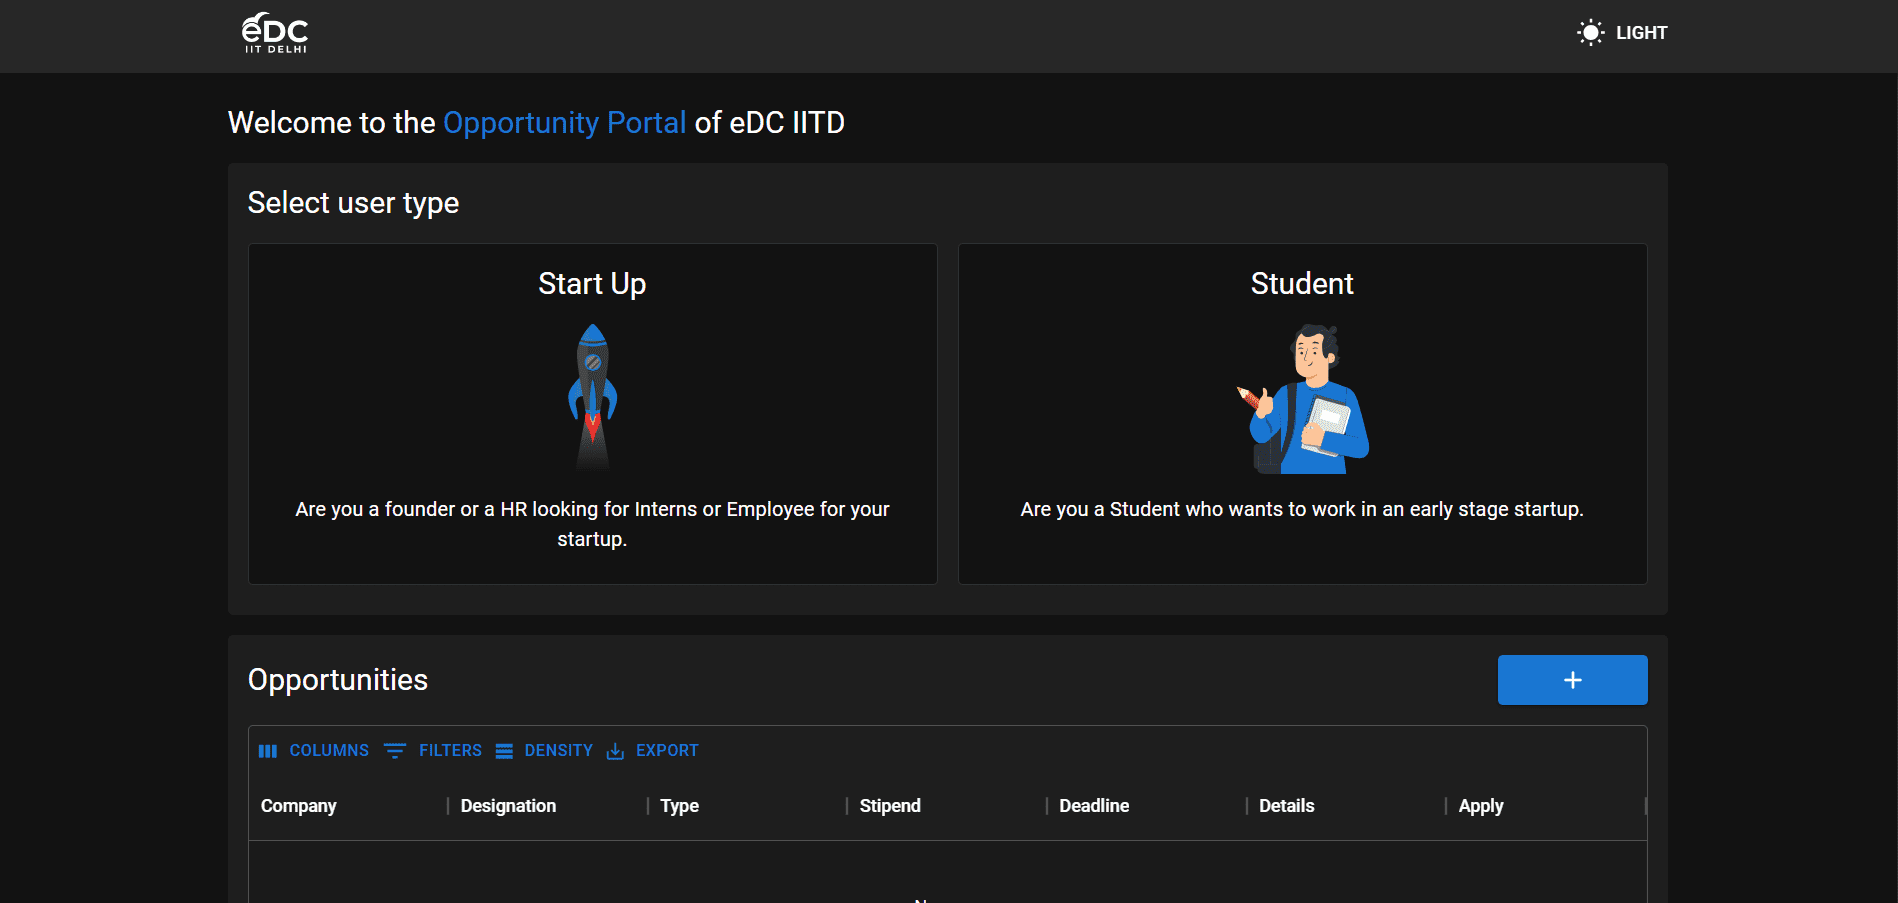 eDC
IIT DELHI
LIGHT
Welcome to the Opportunity Portal of eDC IITD
Select user type
Start Up
Are you a founder or a HR looking for Interns or Employee for your
startup.
Student
Are you a Student who wants to work in an early stage startup.
Opportunities
+
COLUMNS FILTERS DENSITY EXPORT
Company Designation Type Stipend Deadline Details Apply